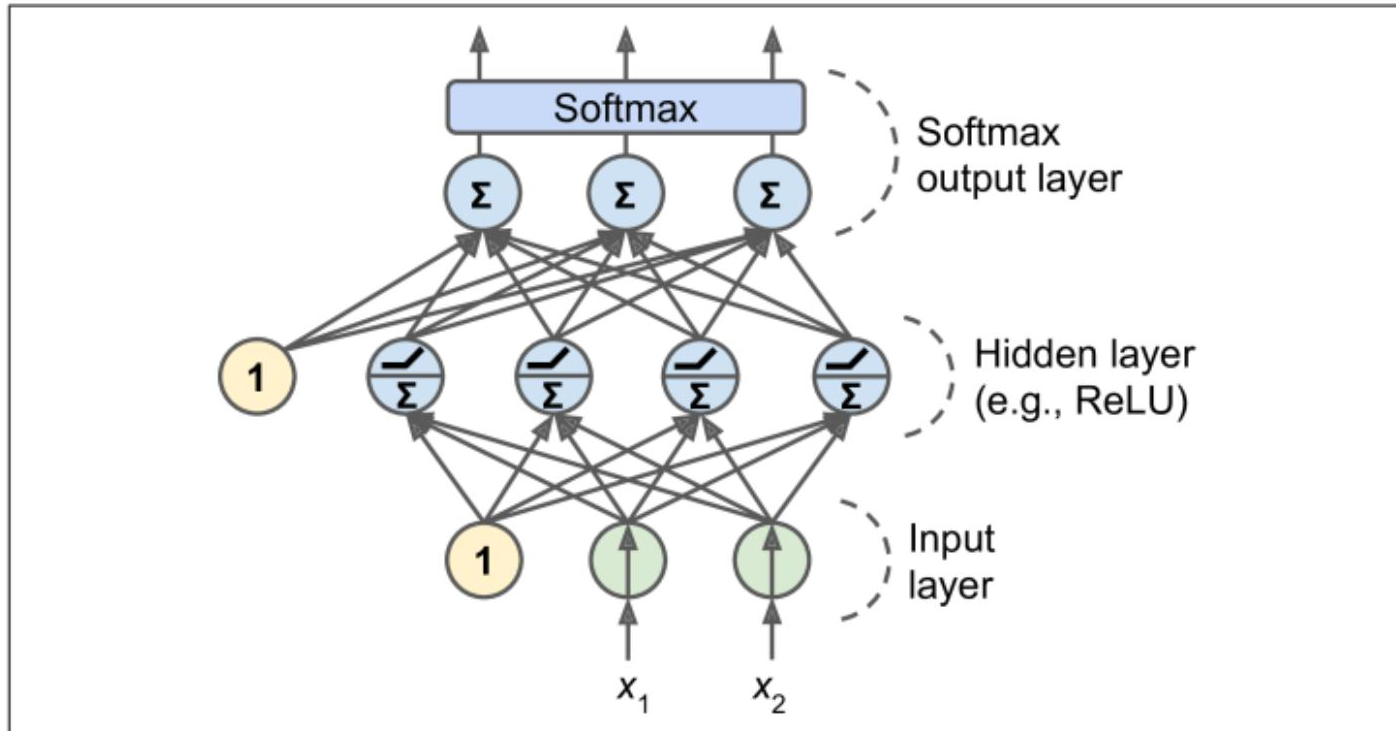 Softmax
Softmax
output layer
Σ Σ Σ
1
Σ Σ Σ Σ
Hidden layer
(e.g., ReLU)
1
Input
layer
x₁ x₂